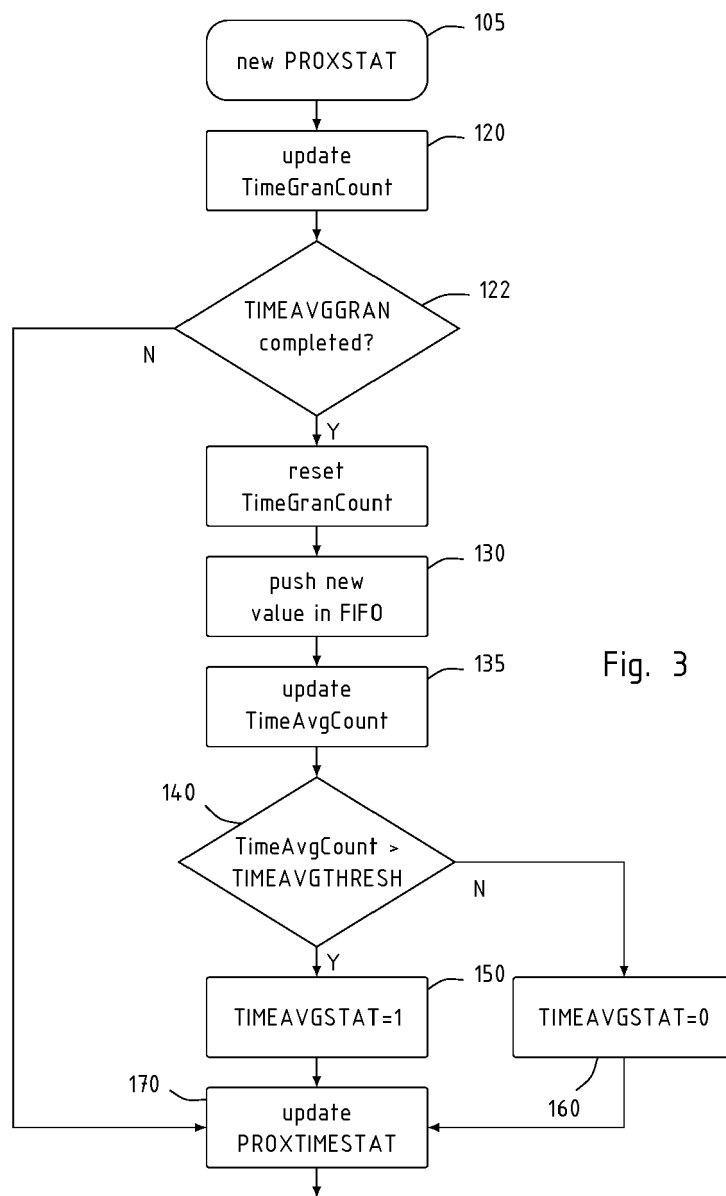 105
new PROXSTAT
120
update
TimeGranCount
122
TIMEAVGGRAN
completed?
N
Y
reset
TimeGranCount
130
push new
value in FIFO
135
update
TimeAvgCount
Fig. 3
140
TimeAvgCount >
TIMEAVGTHRESH
N
Y
150
TIMEAVGSTAT=1
TIMEAVGSTAT=0
160
170
update
PROXTIMESTAT